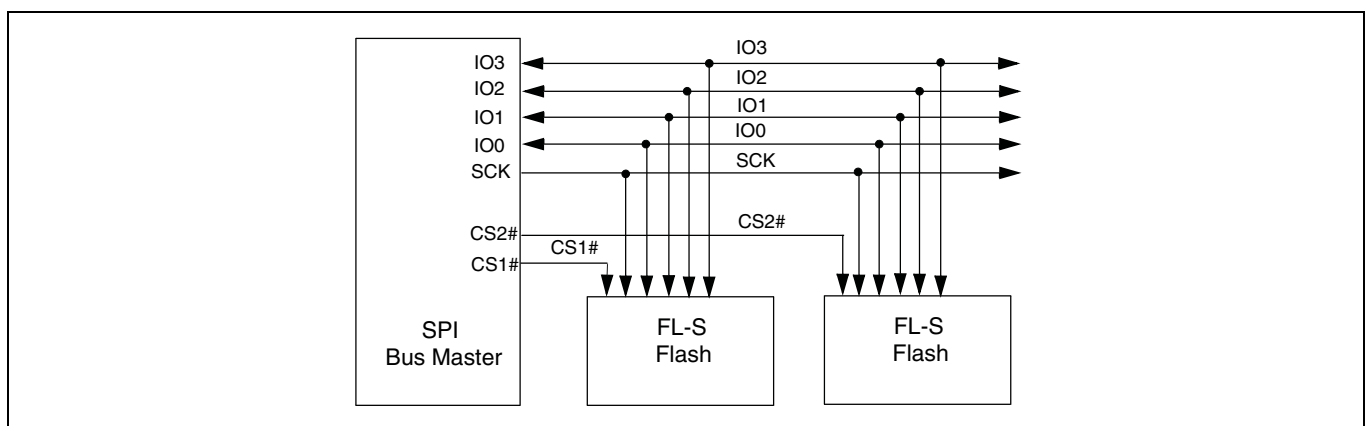 IO3
IO3
IO2
IO2
IO1
IO1
IO0
IO0
SCK
SCK
CS2#
CS2#
CS1#
CS1#
SPI
Bus Master
FL-S
Flash
FL-S
Flash